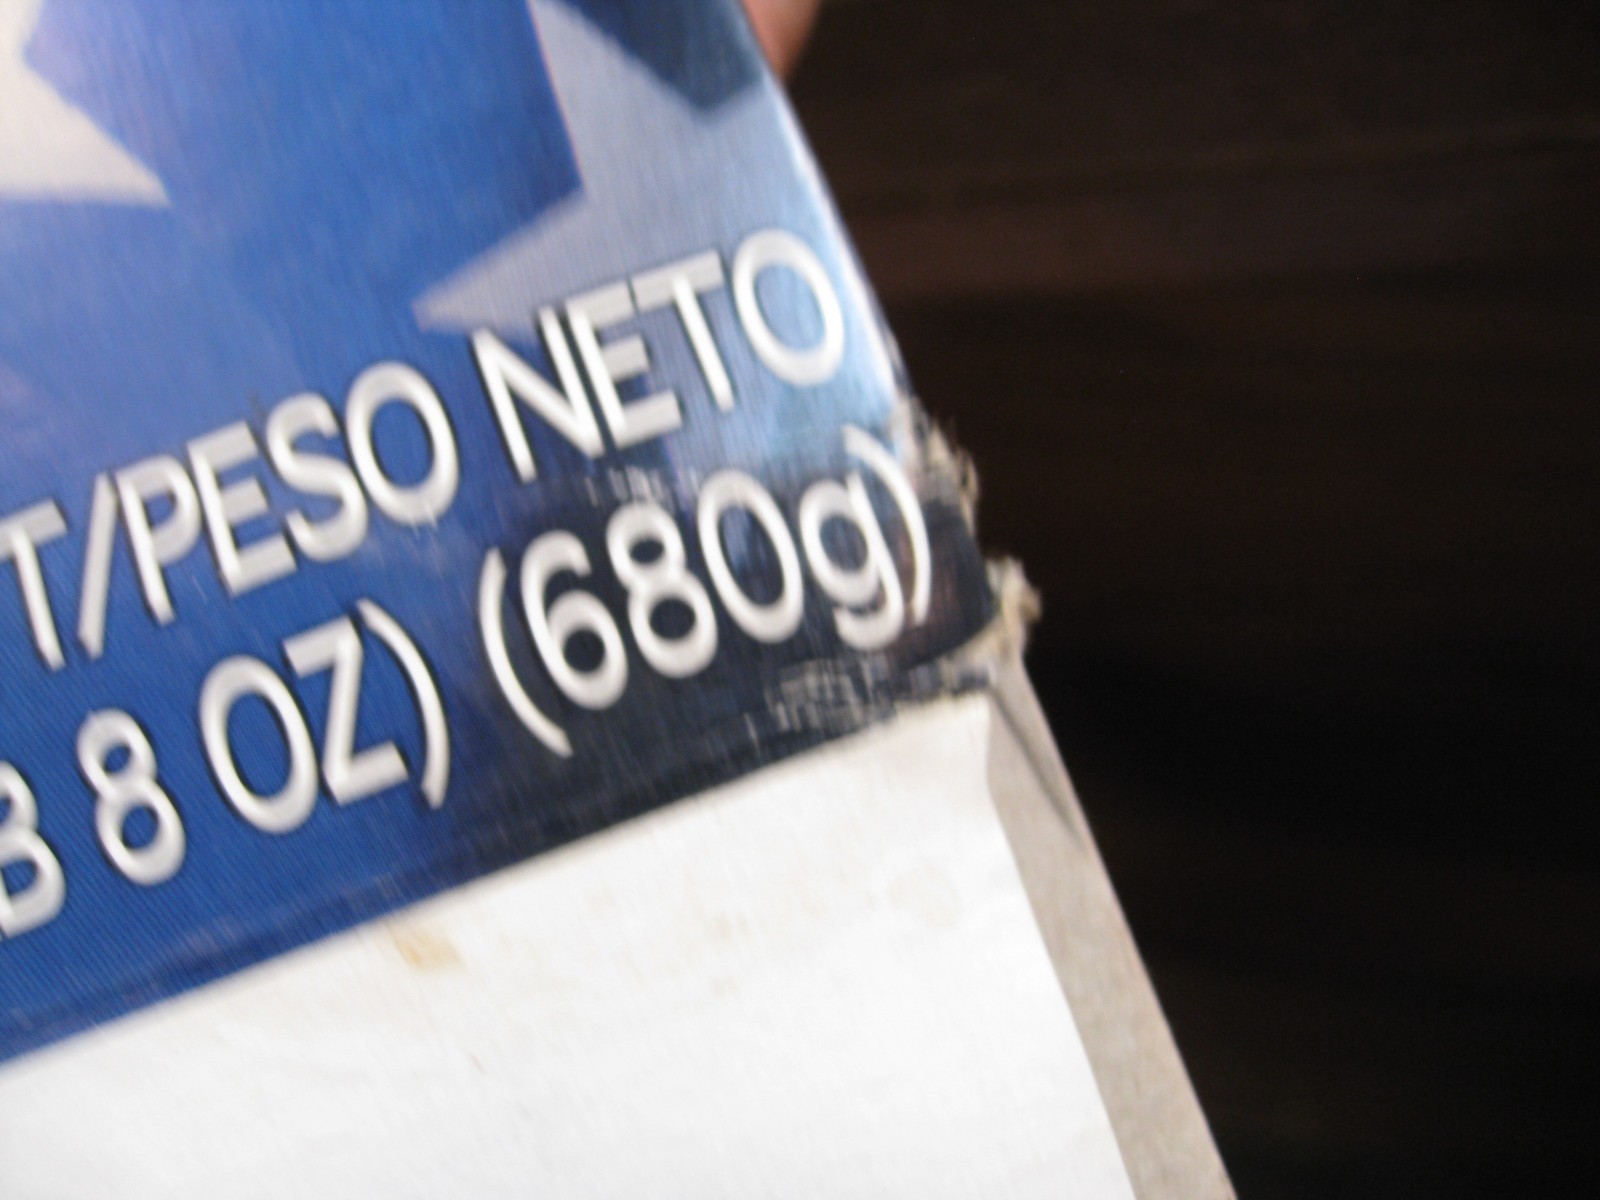 T/PESO NETO
B 8 OZ) (680g)